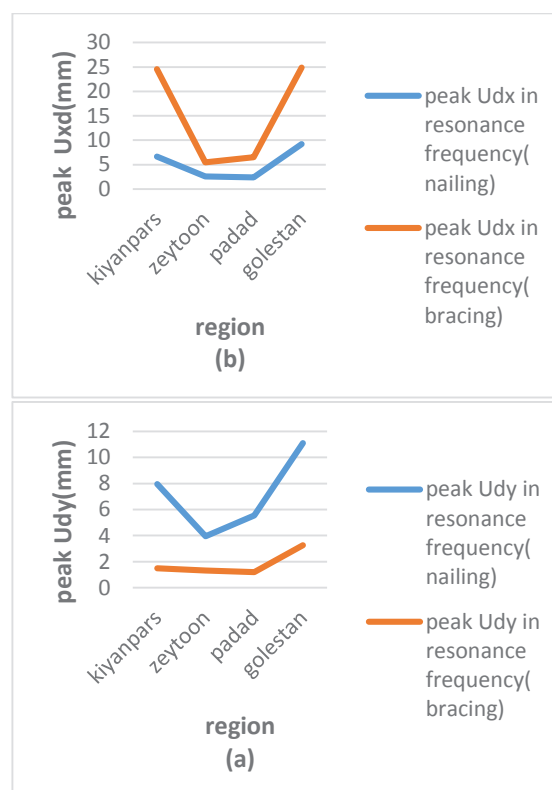 30
25
20
15
10
5
0
peak Uxd(mm)
kiyanpars
zeytoon
padad
golestan
region
(b)
peak Udx in
resonance
frequency(
nailing)
peak Udx in
resonance
frequency(
bracing)
12
10
8
6
4
2
0
peak Udy(mm)
kiyanpars
zeytoon
padad
golestan
region
(a)
peak Udy in
resonance
frequency(
nailing)
peak Udy in
resonance
frequency(
bracing)